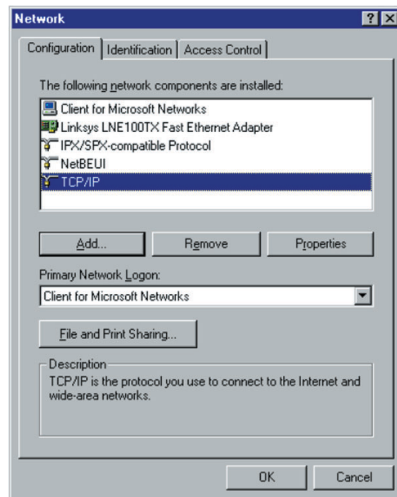 Network
Configuration Identification Access Control
The following network components are installed:
Client for Microsoft Networks
Linksys LNE100TX Fast Ethernet Adapter
IPX/SPX-compatible Protocol
NetBEUI
TCP/IP
Add... Remove Properties
Primary Network Logon:
Client for Microsoft Networks
File and Print Sharing...
Description
TCP/IP is the protocol you use to connect to the Internet and
wide-area networks.
OK Cancel